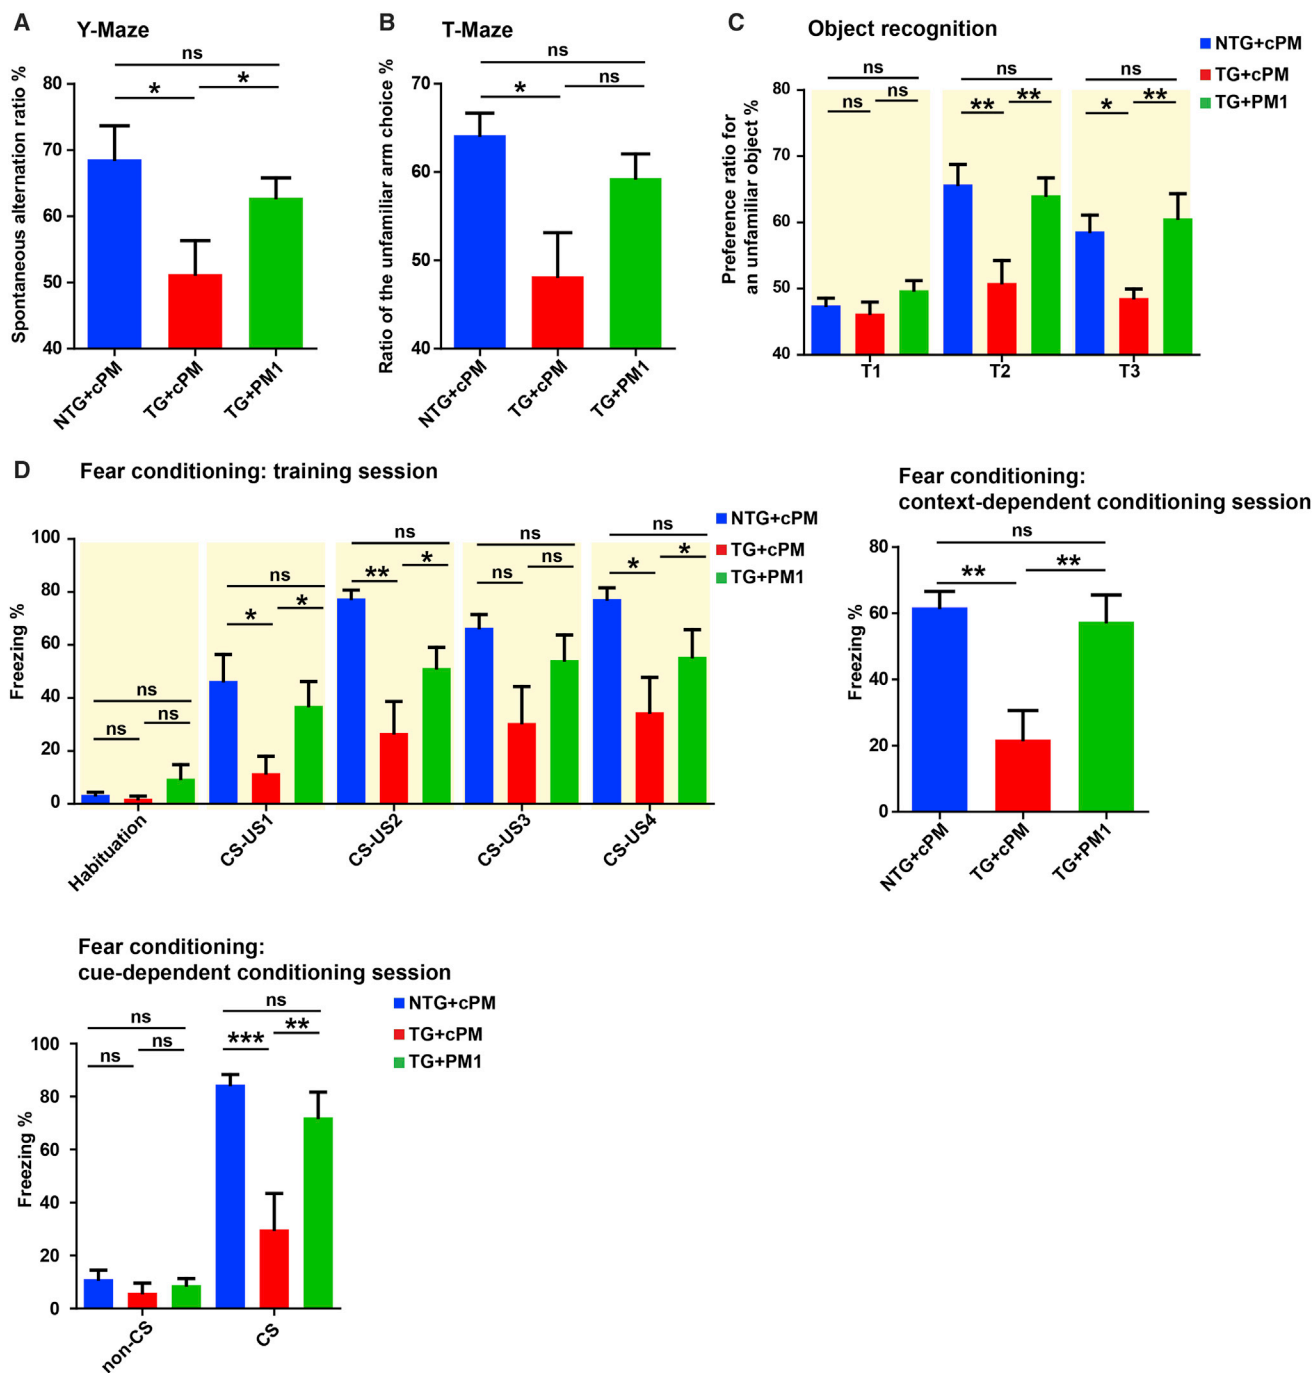 A
Y-Maze
ns
*
*
Spontaneous alternation ratio %
80
70
60
50
40
NTG+cPM
TG+cPM
TG+PM1
B
T-Maze
ns
*
ns
Ratio of the unfamiliar arm choice %
70
60
50
40
NTG+cPM
TG+cPM
TG+PM1
C
Object recognition
NTG+cPM
TG+cPM
TG+PM1
ns
ns
ns
ns
**
**
ns
*
**
Preference ratio for
an unfamiliar object %
80
70
60
50
40
T1
T2
T3
D
Fear conditioning: training session
NTG+cPM
TG+cPM
TG+PM1
ns
ns
ns
ns
*
*
ns
**
*
ns
ns
ns
ns
*
*
Freezing %
100
80
60
40
20
0
Habituation
CS-US1
CS-US2
CS-US3
CS-US4
Fear conditioning:
context-dependent conditioning session
ns
**
**
Freezing %
80
60
40
20
0
NTG+cPM
TG+cPM
TG+PM1
Fear conditioning:
cue-dependent conditioning session
NTG+cPM
TG+cPM
TG+PM1
ns
ns
ns
ns
***
**
Freezing %
100
80
60
40
20
0
non-CS
CS